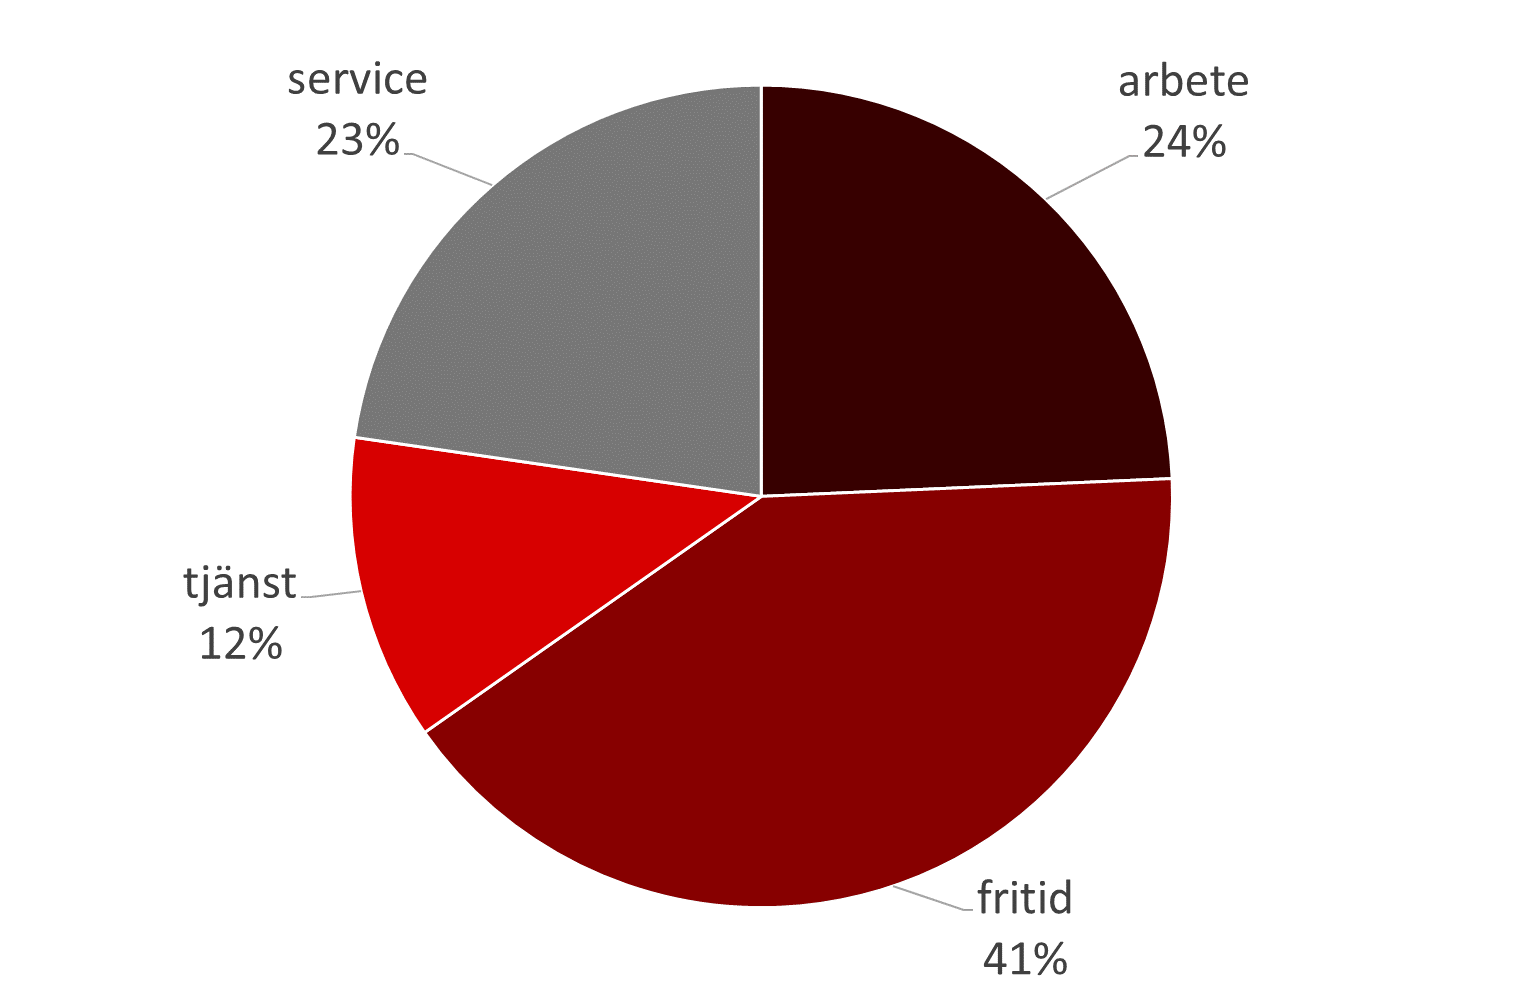 service
23%
arbete
24%
tjänst
12%
fritid
41%